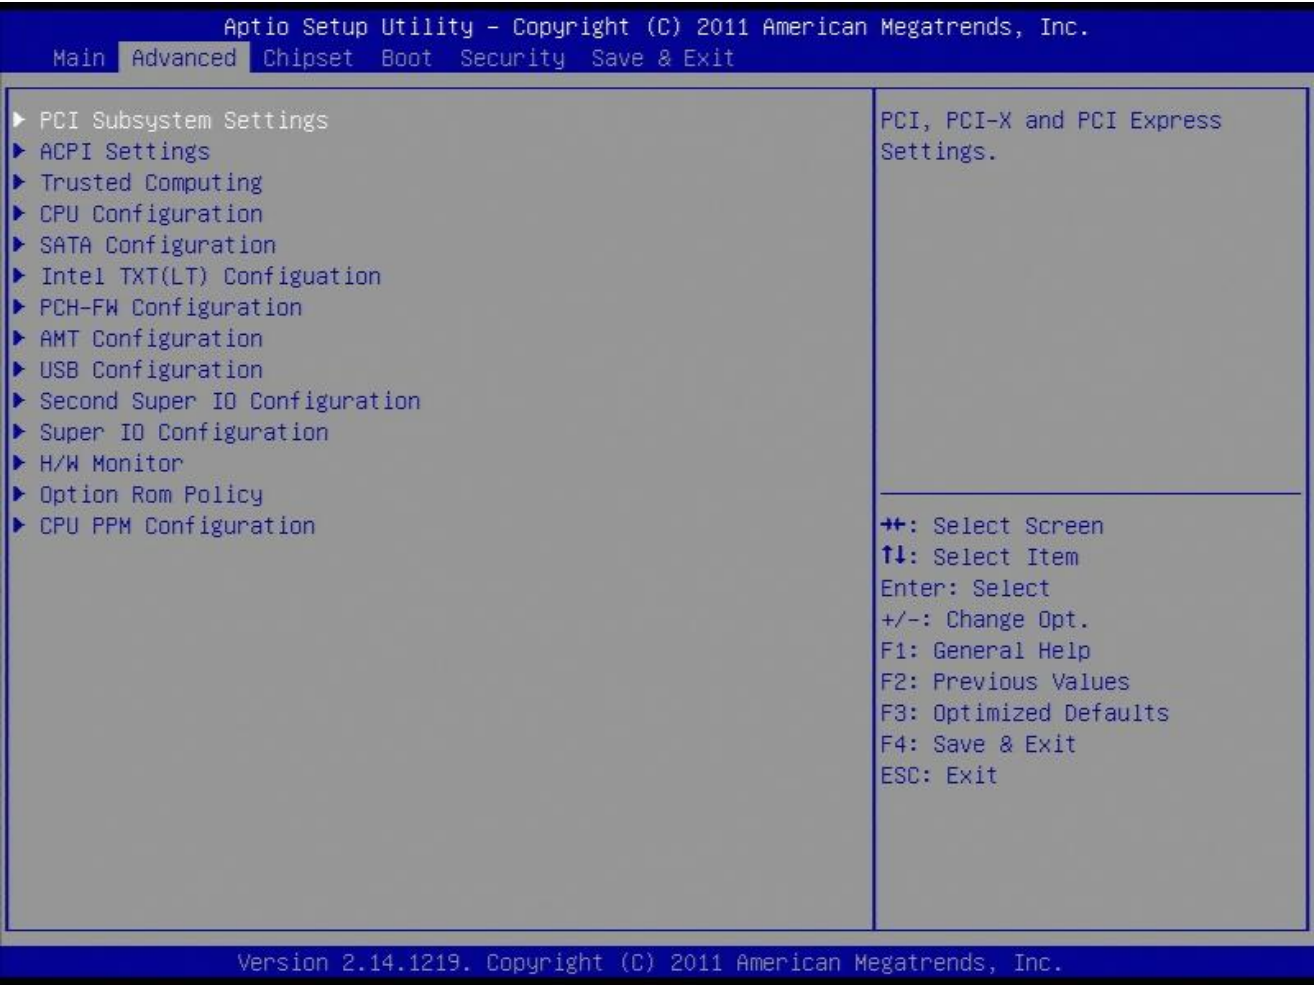 Aptio Setup Utility – Copyright (C) 2011 American Megatrends, Inc.
Main Advanced Chipset Boot Security Save & Exit
▶ PCI Subsystem Settings
▶ ACPI Settings
▶ Trusted Computing
▶ CPU Configuration
▶ SATA Configuration
▶ Intel TXT(LT) Configuation
▶ PCH-FW Configuration
▶ AMT Configuration
▶ USB Configuration
▶ Second Super IO Configuration
▶ Super IO Configuration
▶ H/W Monitor
▶ Option Rom Policy
▶ CPU PPM Configuration
PCI, PCI-X and PCI Express
Settings.
→←: Select Screen
↑↓: Select Item
Enter: Select
+/-: Change Opt.
F1: General Help
F2: Previous Values
F3: Optimized Defaults
F4: Save & Exit
ESC: Exit
Version 2.14.1219. Copyright (C) 2011 American Megatrends, Inc.